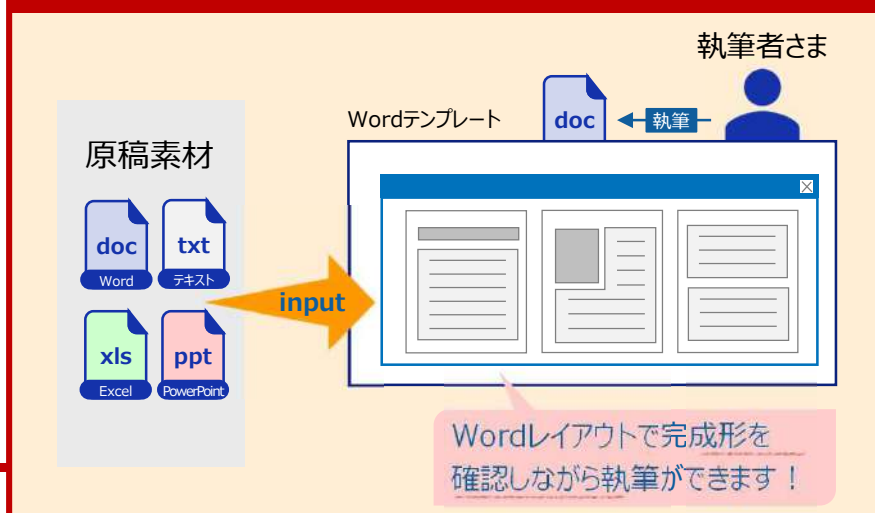 執筆者さま
Wordテンプレート
doc
執筆
原稿素材
doc
txt
Word
テキスト
xls
ppt
Excel
PowerPoint
input
Wordレイアウトで完成形を
確認しながら執筆ができます！